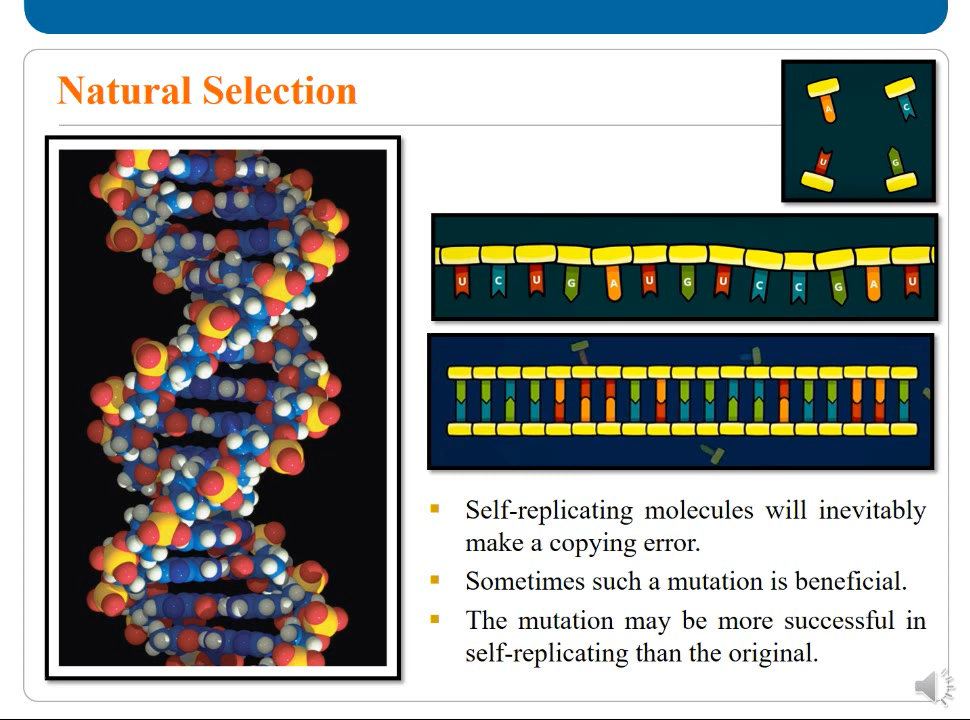 Natural Selection
A
C
U
G
U C U G A U G U C C G A U
Self-replicating molecules will inevitably
make a copying error.
Sometimes such a mutation is beneficial.
The mutation may be more successful in
self-replicating than the original.